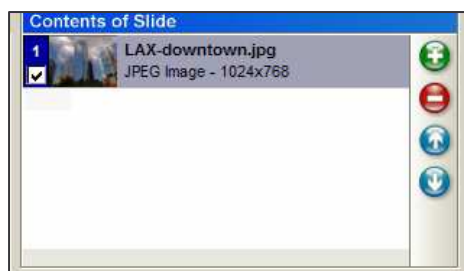 Contents of Slide
1
LAX-downtown.jpg
JPEG Image - 1024x768